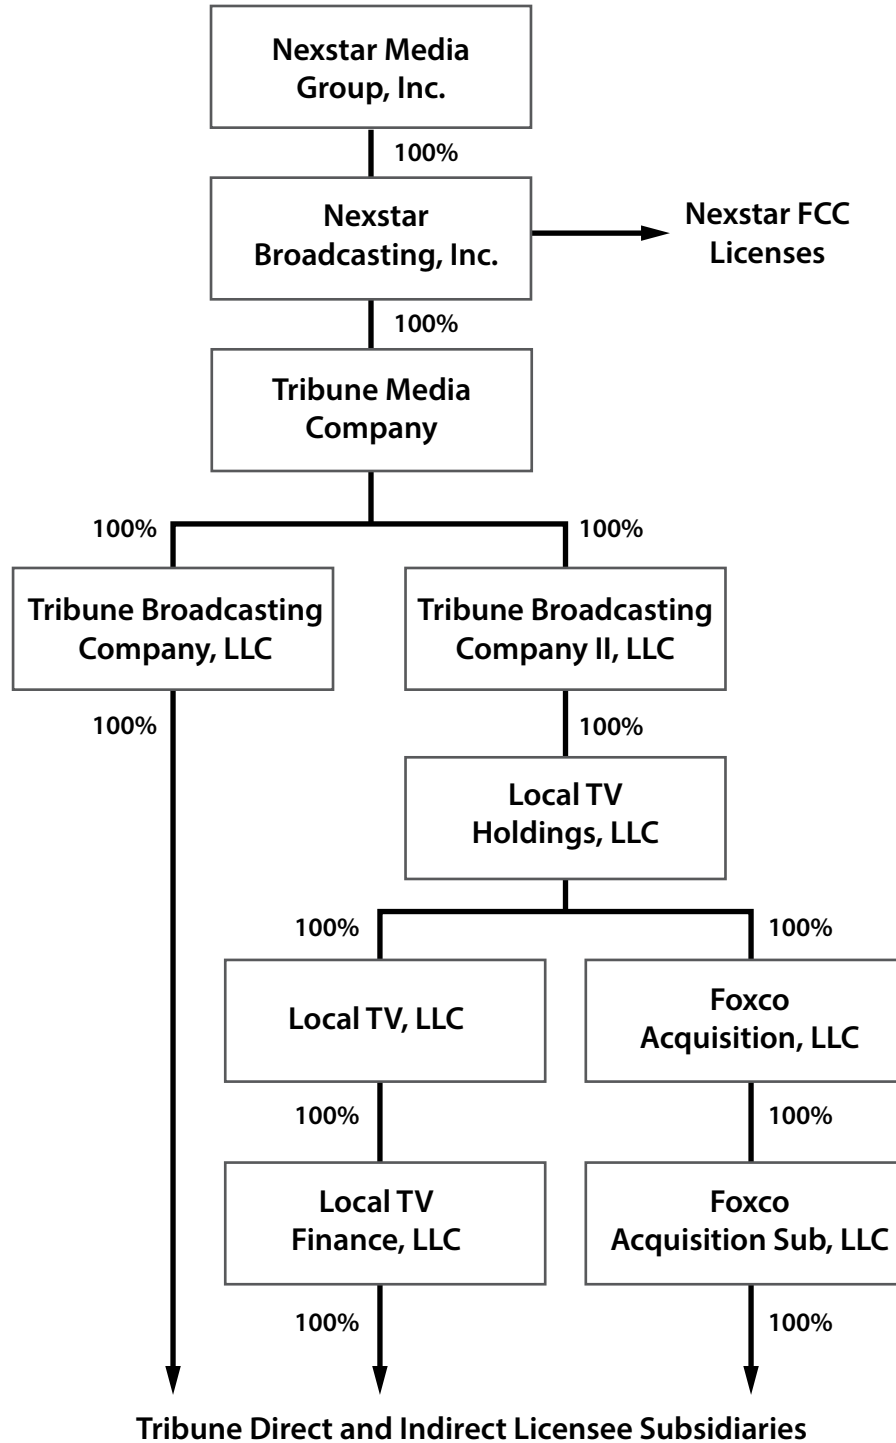 Nexstar Media
Group, Inc.
100%
Nexstar
Broadcasting, Inc.
Nexstar FCC
Licenses
100%
Tribune Media
Company
100%
100%
Tribune Broadcasting
Company, LLC
Tribune Broadcasting
Company II, LLC
100%
100%
Local TV
Holdings, LLC
100%
100%
Local TV, LLC
Foxco
Acquisition, LLC
100%
100%
Local TV
Finance, LLC
Foxco
Acquisition Sub, LLC
100%
100%
Tribune Direct and Indirect Licensee Subsidiaries